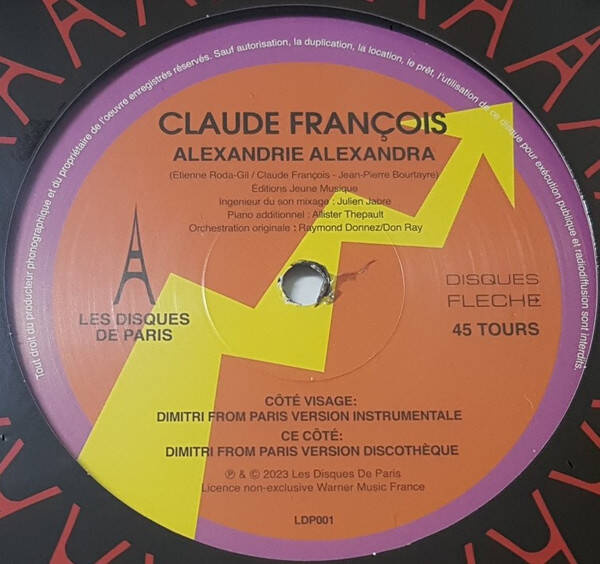 Tout droit du producteur phonographique et du propriétaire de l'oeuvre enregistrés réservés. Sauf autorisation, la duplication, la location, le prêt, l'utilisation de ce disque pour exécution publique et radiodiffusion sont interdits.
CLAUDE FRANÇOIS
ALEXANDRIE ALEXANDRA
(Etienne Roda-Gil / Claude François - Jean-Pierre Bourtayre)
Editions Jeune Musique
Ingenieur du son mixage : Julien Jabre
Piano additionnel : Allister Thepault
Orchestration originale : Raymond Donnez/Don Ray
LES DISQUES
DE PARIS
DISQUES
FLECHE
45 TOURS
CÔTÉ VISAGE:
DIMITRI FROM PARIS VERSION INSTRUMENTALE
CE CÔTÉ:
DIMITRI FROM PARIS VERSION DISCOTHÈQUE
℗ & © 2023 Les Disques De Paris
Licence non-exclusive Warner Music France
LDP001